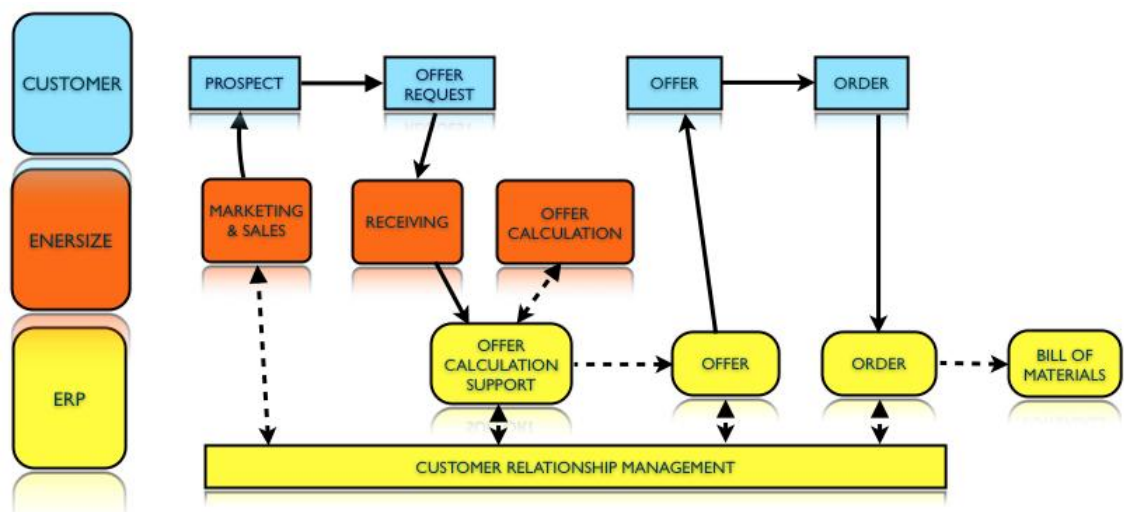 CUSTOMER
PROSPECT
OFFER
REQUEST
OFFER
ORDER
ENERSIZE
MARKETING
& SALES
RECEIVING
OFFER
CALCULATION
ERP
OFFER
CALCULATION
SUPPORT
OFFER
ORDER
BILL OF
MATERIALS
CUSTOMER RELATIONSHIP MANAGEMENT